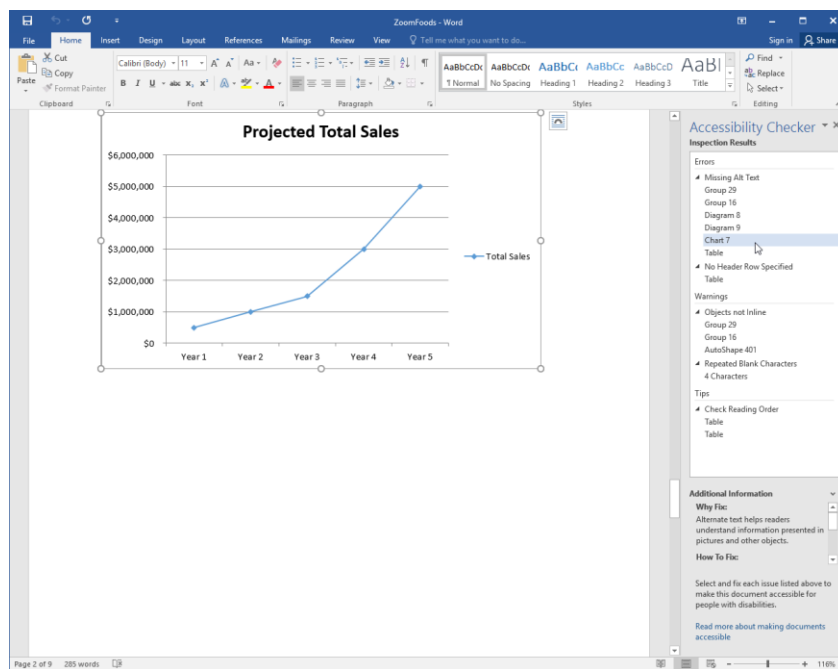 ZoomFoods - Word
File Home Insert Design Layout References Mailings Review View Tell me what you want to do... Sign in Share
Paste
Cut
Copy
Format Painter
Clipboard
Calibri (Body) 11
Font
Paragraph
AaBbCcDc AaBbCcDc AaBbC AaBbCc AaBbCcD AaB
¶ Normal No Spacing Heading 1 Heading 2 Heading 3 Title
Styles
Find
Replace
Select
Editing
Projected Total Sales
$6,000,000
$5,000,000
$4,000,000
$3,000,000
$2,000,000
$1,000,000
$0
Year 1 Year 2 Year 3 Year 4 Year 5
Total Sales
Accessibility Checker
Inspection Results
Errors
Missing Alt Text
Group 29
Group 16
Diagram 8
Diagram 9
Chart 7
Table
No Header Row Specified
Table
Warnings
Objects not Inline
Group 29
Group 16
AutoShape 401
Repeated Blank Characters
4 Characters
Tips
Check Reading Order
Table
Table
Additional Information
Why Fix:
Alternate text helps readers
understand information presented in
pictures and other objects.
How To Fix:
Select and fix each issue listed above to
make this document accessible for
people with disabilities.
Read more about making documents
accessible
Page 2 of 9 285 words 116%